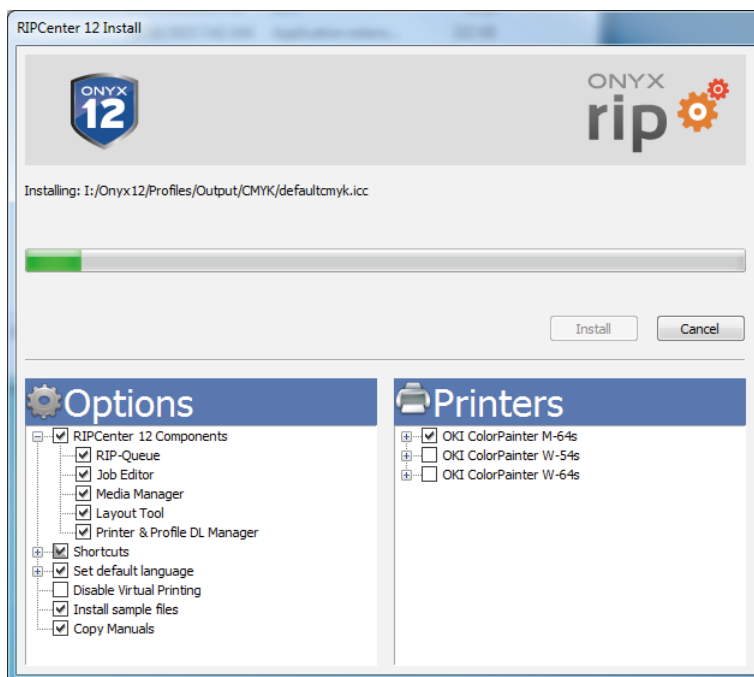 RIPCenter 12 Install
ONYX
12
ONYX
rip
Installing: I:/Onyx12/Profiles/Output/CMYK/defaultcmyk.icc
Install
Cancel
Options
RIPCenter 12 Components
RIP-Queue
Job Editor
Media Manager
Layout Tool
Printer & Profile DL Manager
Shortcuts
Set default language
Disable Virtual Printing
Install sample files
Copy Manuals
Printers
OKI ColorPainter M-64s
OKI ColorPainter W-54s
OKI ColorPainter W-64s